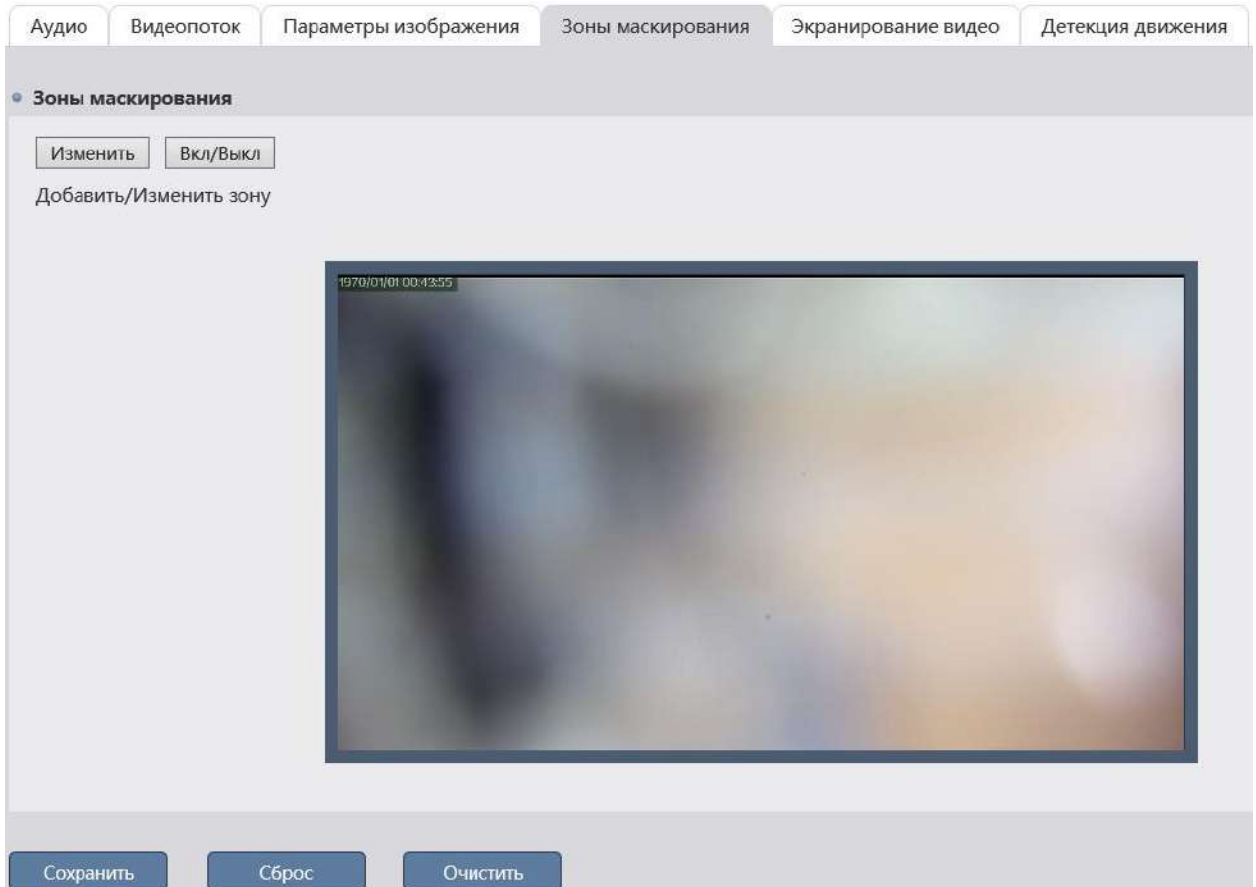 Аудио Видеопоток Параметры изображения Зоны маскирования Экранирование видео Детекция движения
Зоны маскирования
Изменить Вкл/Выкл
Добавить/Изменить зону
1970/01/01 00:43:55
Сохранить Сброс Очистить